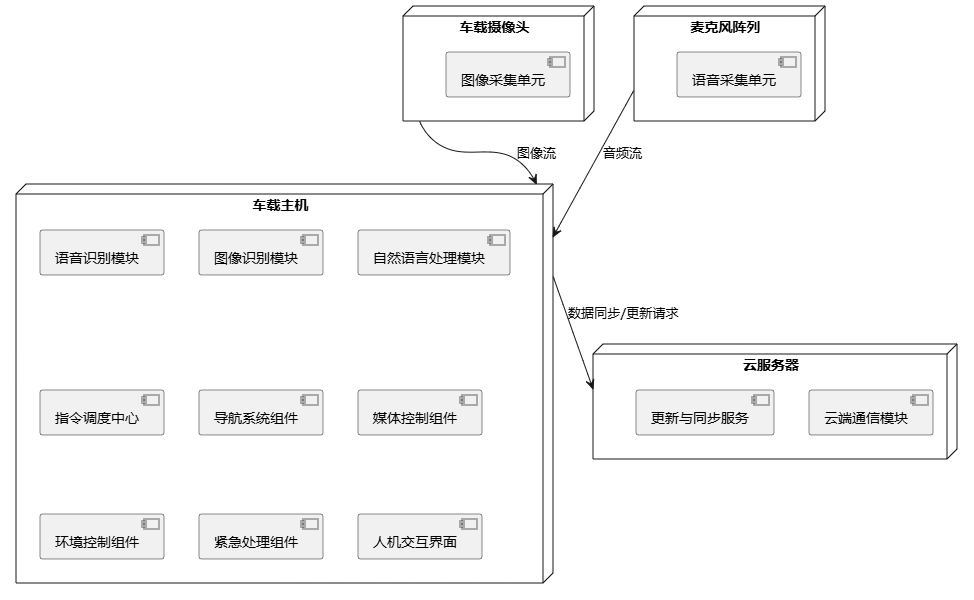 车载摄像头
图像采集单元
麦克风阵列
语音采集单元
图像流
音频流
车载主机
语音识别模块
图像识别模块
自然语言处理模块
指令调度中心
导航系统组件
媒体控制组件
环境控制组件
紧急处理组件
人机交互界面
数据同步/更新请求
云服务器
更新与同步服务
云端通信模块